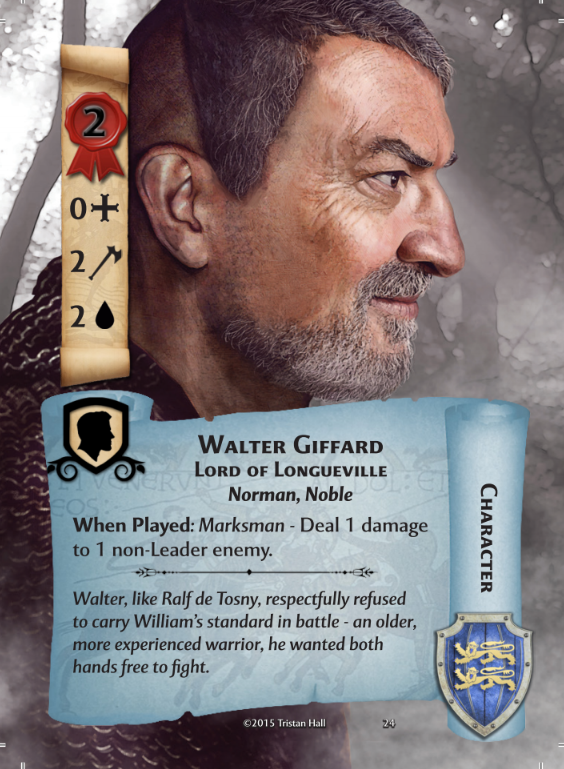 2
0
2
2
Walter Giffard
Lord of Longueville
Norman, Noble
When Played: Marksman - Deal 1 damage
to 1 non-Leader enemy.
Walter, like Ralf de Tosny, respectfully refused
to carry William's standard in battle - an older,
more experienced warrior, he wanted both
hands free to fight.
Character
©2015 Tristan Hall
24